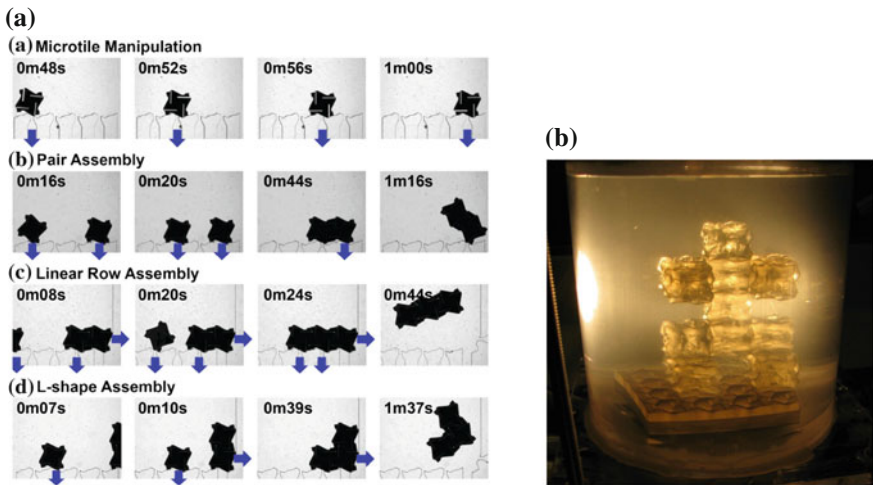 (a)
(a) Microtile Manipulation
0m48s 0m52s 0m56s 1m00s
(b) Pair Assembly
0m16s 0m20s 0m44s 1m16s
(c) Linear Row Assembly
0m08s 0m20s 0m24s 0m44s
(d) L-shape Assembly
0m07s 0m10s 0m39s 1m37s
(b)